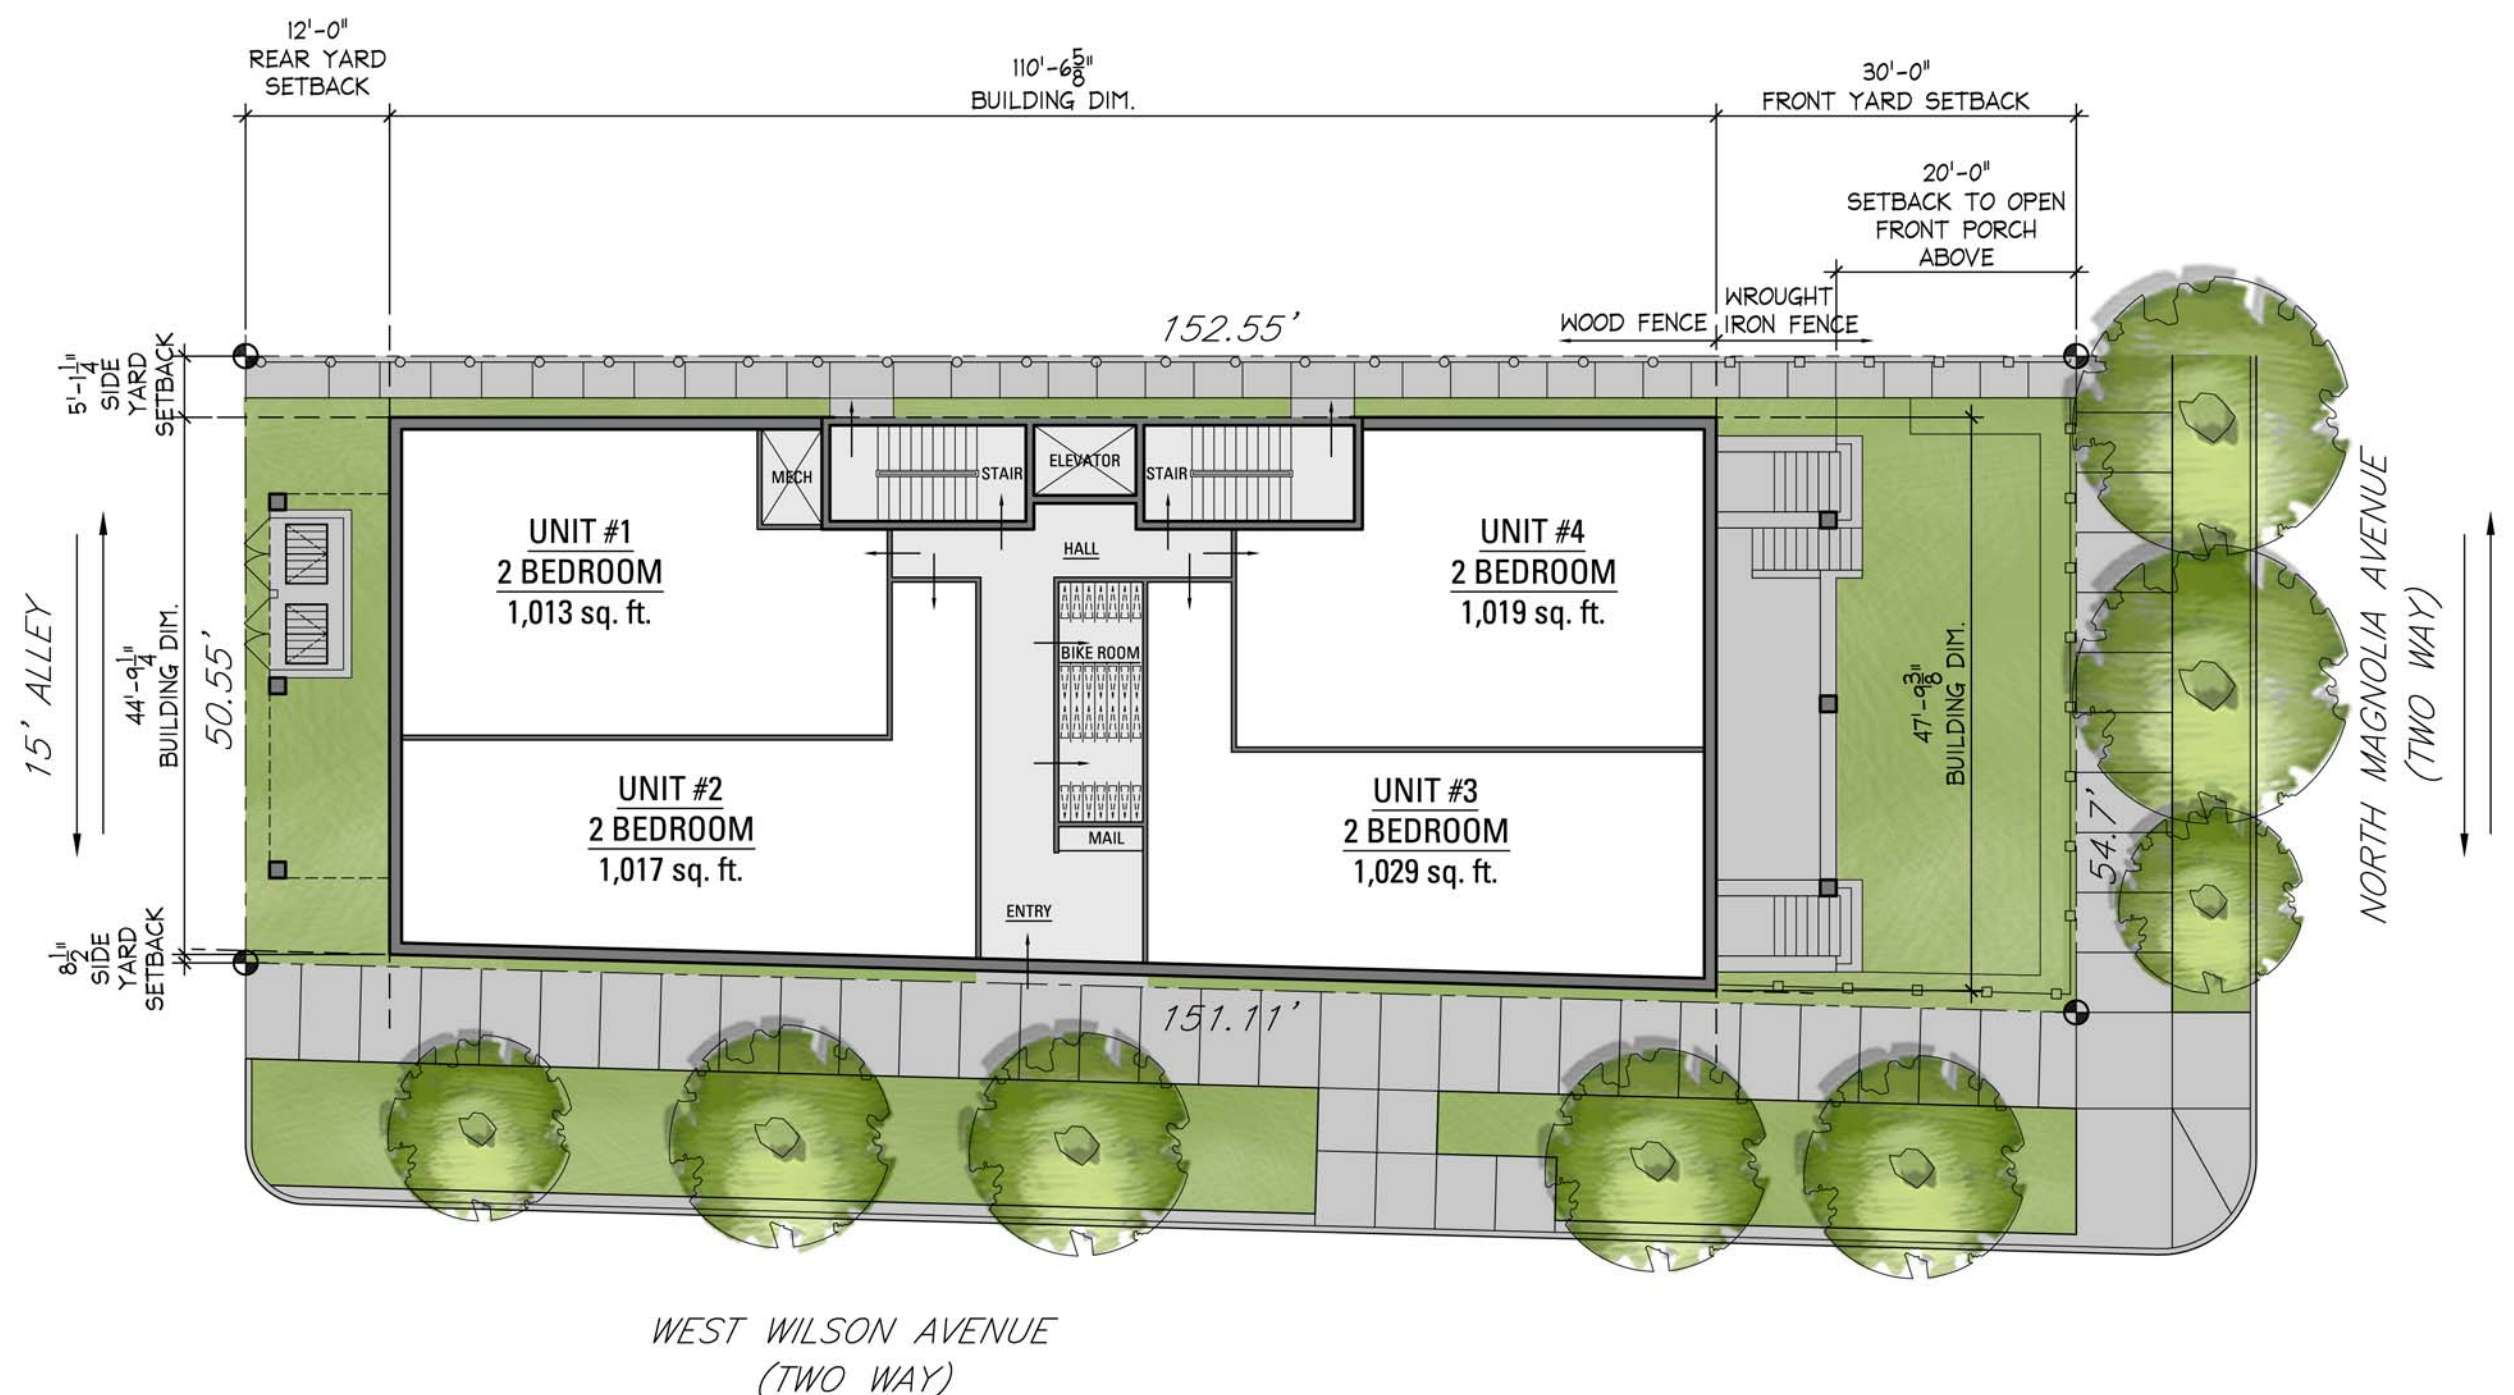 12'-0"
REAR YARD
SETBACK
110'-6 5/8"
BUILDING DIM.
30'-0"
FRONT YARD SETBACK
20'-0"
SETBACK TO OPEN
FRONT PORCH
ABOVE
WOOD FENCE
WROUGHT
IRON FENCE
152.55'
5'-1 1/4"
SIDE
YARD
SETBACK
MECH
STAIR
ELEVATOR
STAIR
UNIT #1
2 BEDROOM
1,013 sq. ft.
HALL
UNIT #4
2 BEDROOM
1,019 sq. ft.
BIKE ROOM
15' ALLEY
44'-9 1/4"
BUILDING DIM.
50.55'
47'-9 3/8"
BUILDING DIM.
NORTH MAGNOLIA AVENUE
(TWO WAY)
UNIT #2
2 BEDROOM
1,017 sq. ft.
MAIL
UNIT #3
2 BEDROOM
1,029 sq. ft.
54.7'
ENTRY
8 1/2"
SIDE
YARD
SETBACK
151.11'
WEST WILSON AVENUE
(TWO WAY)